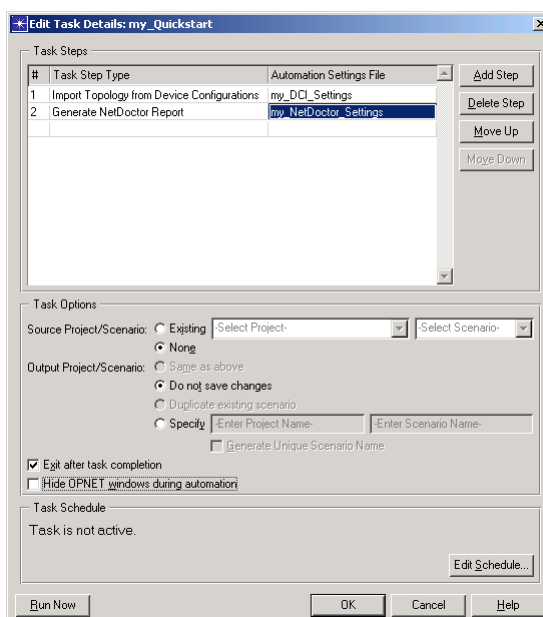 Edit Task Details: my_Quickstart
Task Steps
# Task Step Type Automation Settings File
1 Import Topology from Device Configurations my_DCI_Settings
2 Generate NetDoctor Report my_NetDoctor_Settings
Add Step
Delete Step
Move Up
Move Down
Task Options
Source Project/Scenario: Existing -Select Project- -Select Scenario-
None
Output Project/Scenario: Same as above
Do not save changes
Duplicate existing scenario
Specify -Enter Project Name- -Enter Scenario Name-
Generate Unique Scenario Name
Exit after task completion
Hide OPNET windows during automation
Task Schedule
Task is not active.
Edit Schedule...
Run Now OK Cancel Help